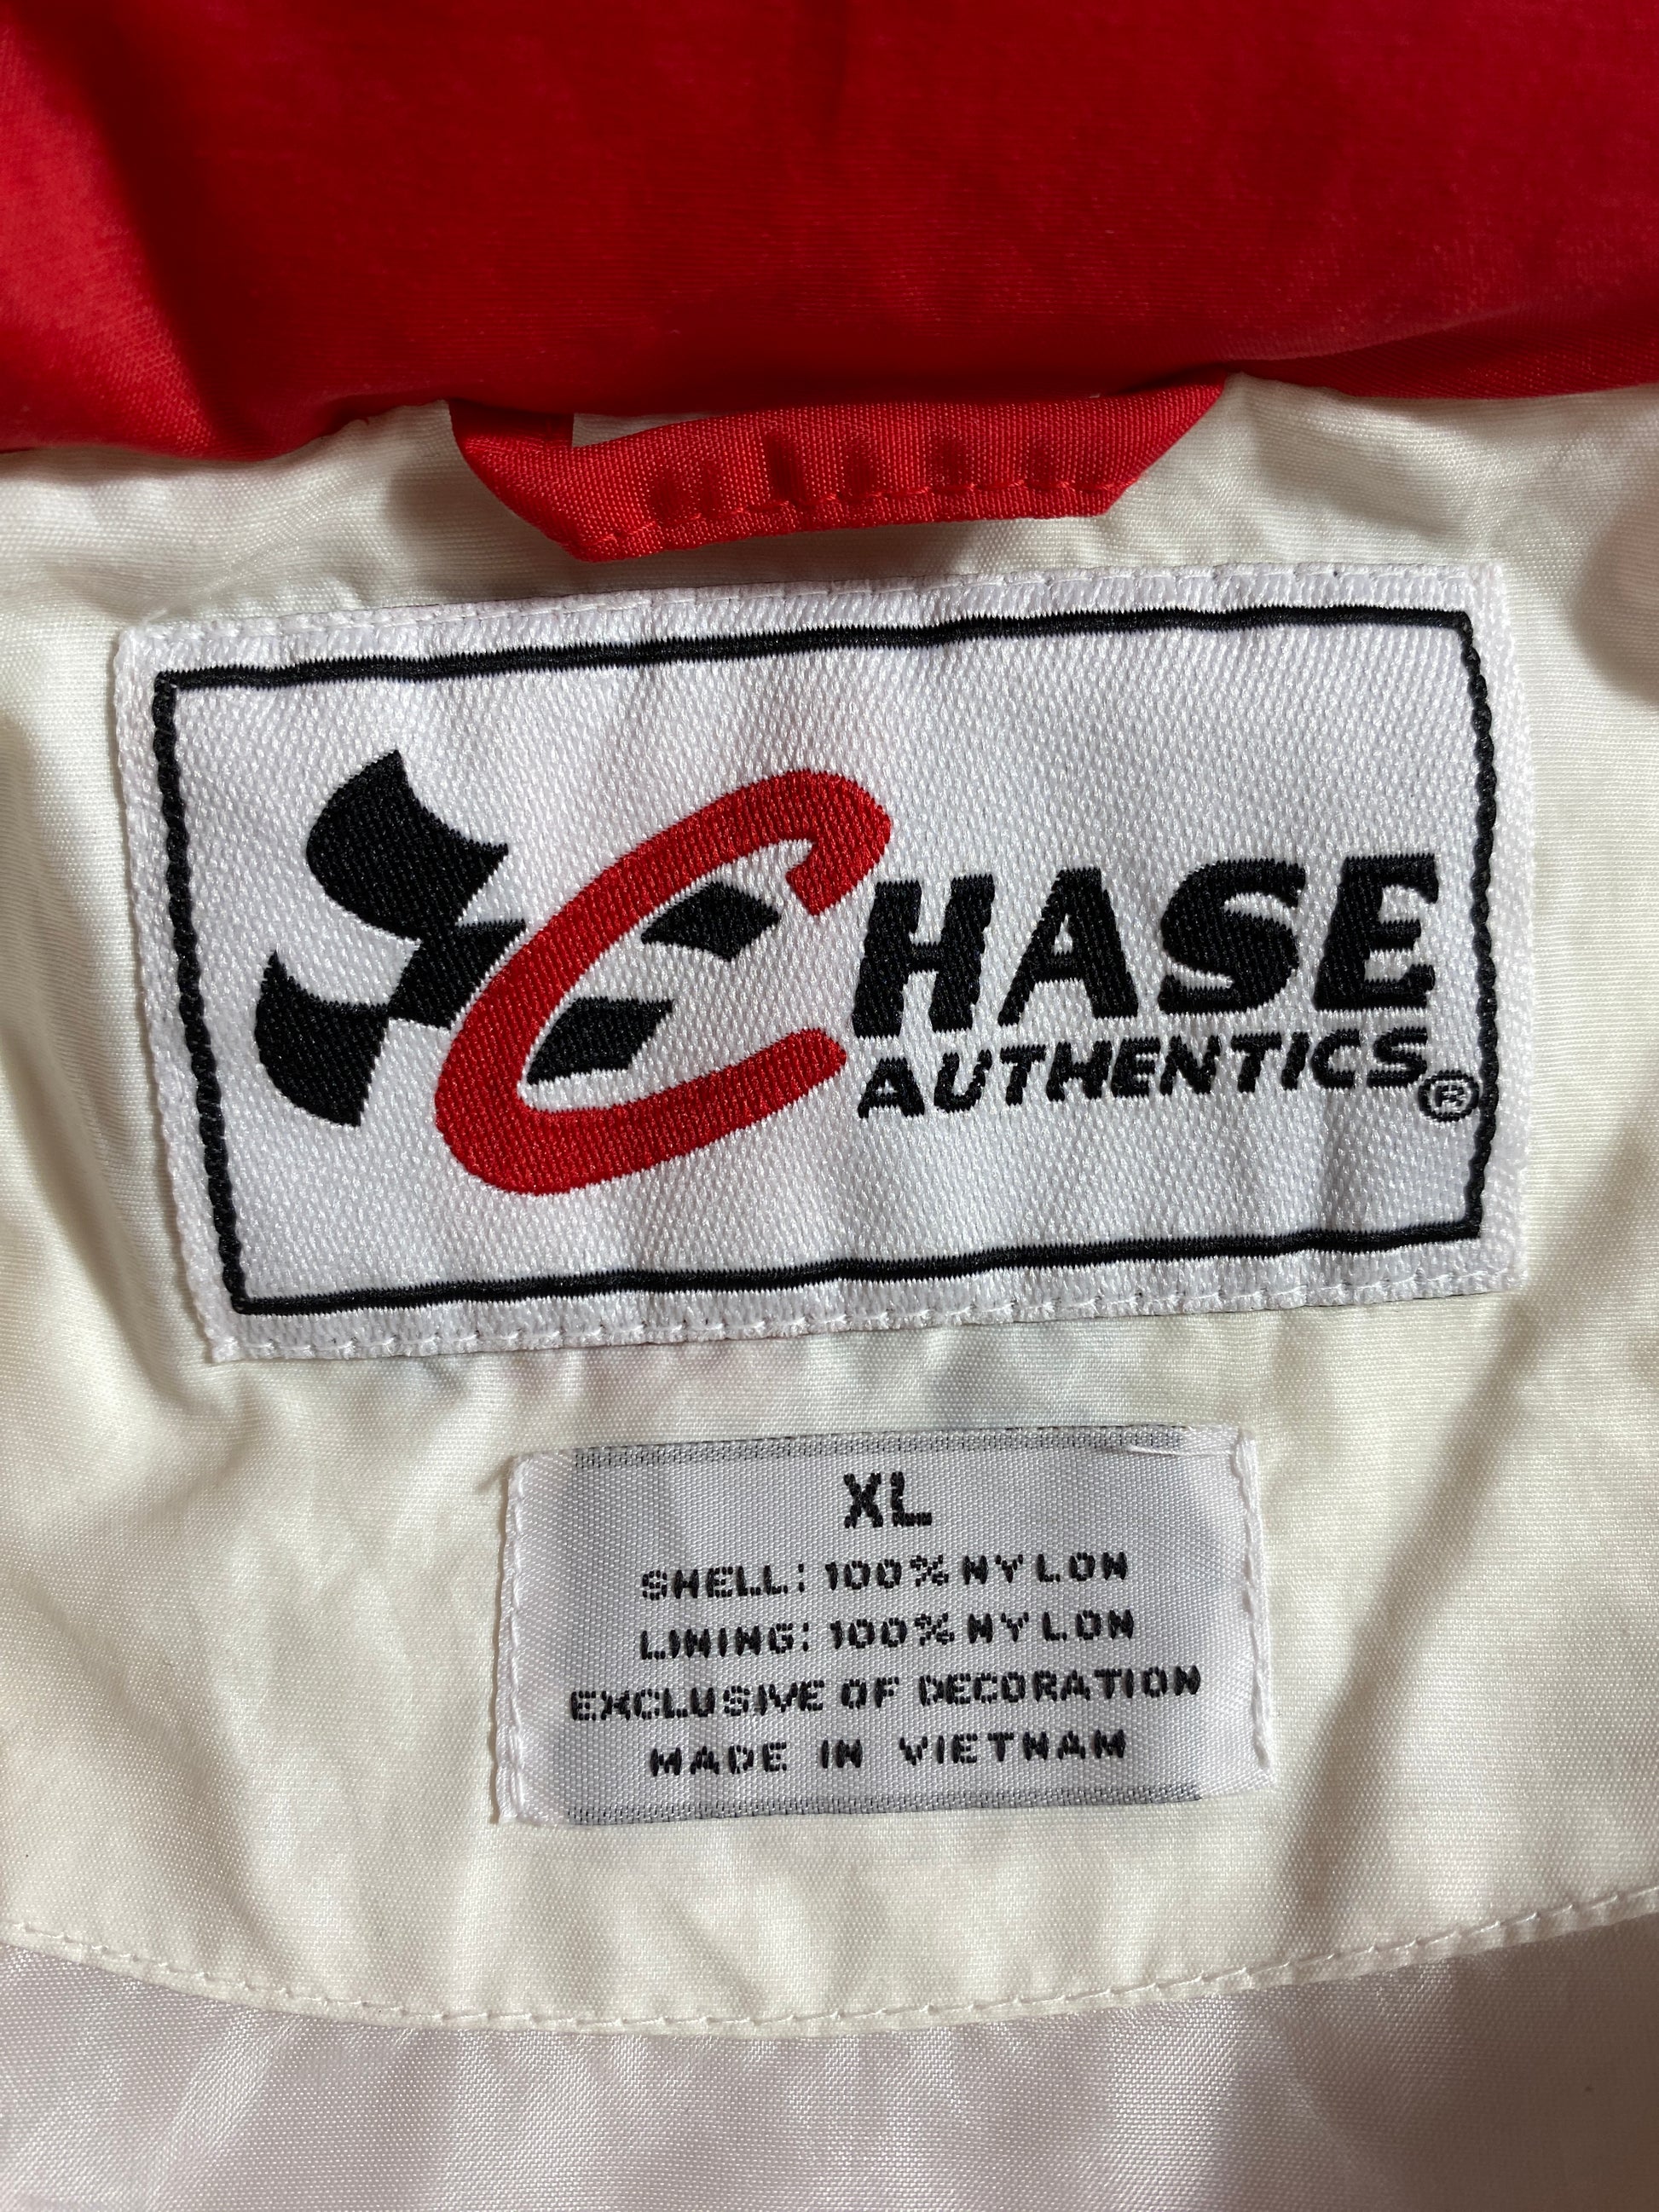 CHASE
AUTHENTICS®
XL
SHELL: 100% NYLON
LINING: 100% NYLON
EXCLUSIVE OF DECORATION
MADE IN VIETNAM